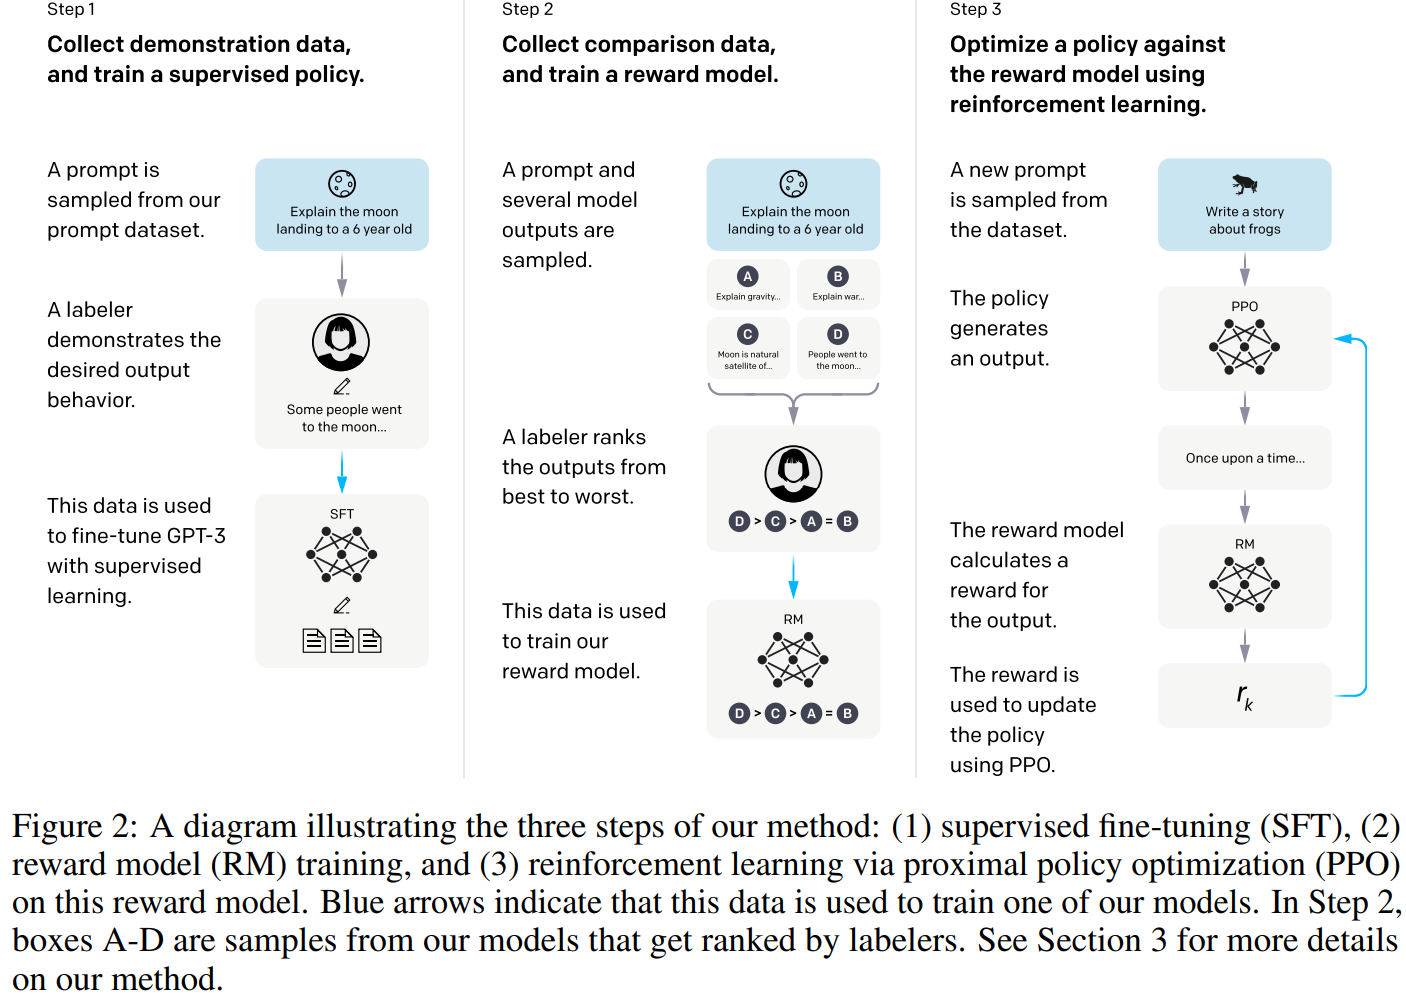 Step 1
Collect demonstration data,
and train a supervised policy.
A prompt is
sampled from our
prompt dataset.
Explain the moon
landing to a 6 year old
A labeler
demonstrates the
desired output
behavior.
Some people went
to the moon...
This data is used
to fine-tune GPT-3
with supervised
learning.
SFT
Step 2
Collect comparison data,
and train a reward model.
A prompt and
several model
outputs are
sampled.
Explain the moon
landing to a 6 year old
A
Explain gravity...
B
Explain war...
C
Moon is natural
satellite of...
D
People went to
the moon...
A labeler ranks
the outputs from
best to worst.
D > C > A = B
This data is used
to train our
reward model.
RM
D > C > A = B
Step 3
Optimize a policy against
the reward model using
reinforcement learning.
A new prompt
is sampled from
the dataset.
Write a story
about frogs
The policy
generates
an output.
PPO
Once upon a time...
The reward model
calculates a
reward for
the output.
RM
The reward is
used to update
the policy
using PPO.
r_k
Figure 2: A diagram illustrating the three steps of our method: (1) supervised fine-tuning (SFT), (2)
reward model (RM) training, and (3) reinforcement learning via proximal policy optimization (PPO)
on this reward model. Blue arrows indicate that this data is used to train one of our models. In Step 2,
boxes A-D are samples from our models that get ranked by labelers. See Section 3 for more details
on our method.